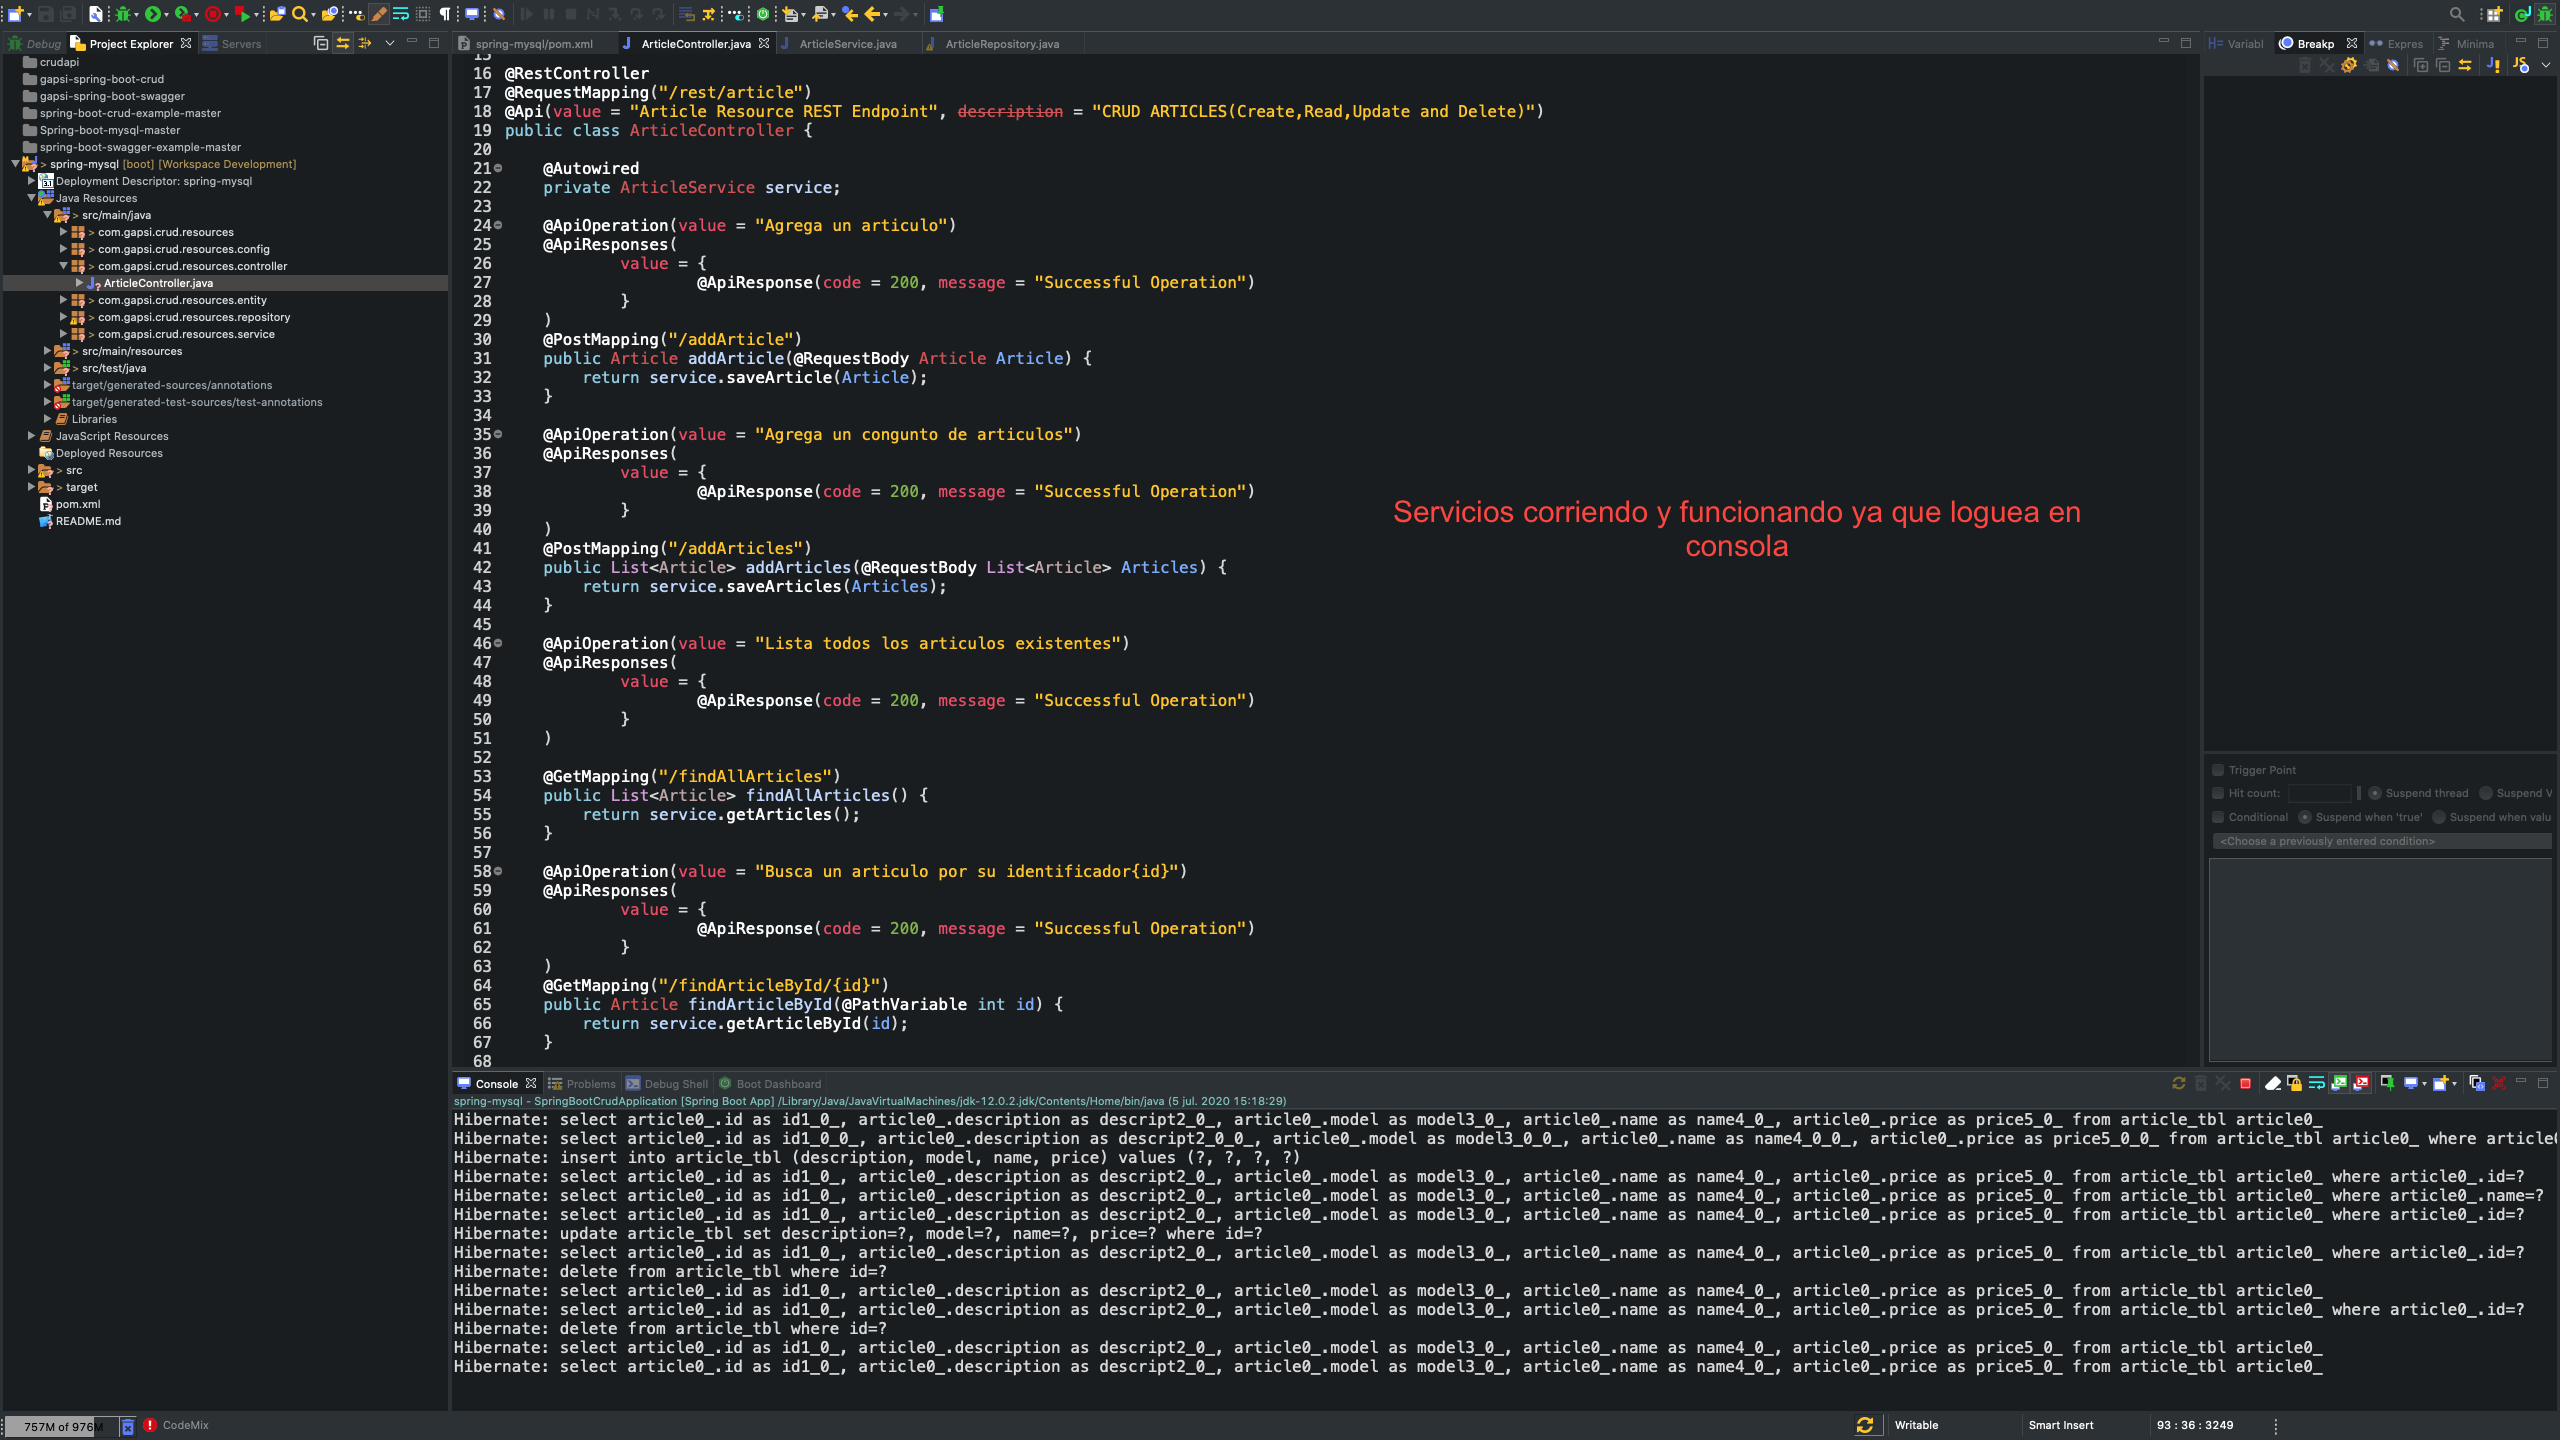 Debug Project Explorer Servers
crudapi
gapsi-spring-boot-crud
gapsi-spring-boot-swagger
spring-boot-crud-example-master
Spring-boot-mysql-master
spring-boot-swagger-example-master
> spring-mysql [boot] [Workspace Development]
Deployment Descriptor: spring-mysql
Java Resources
> src/main/java
> com.gapsi.crud.resources
> com.gapsi.crud.resources.config
> com.gapsi.crud.resources.controller
ArticleController.java
> com.gapsi.crud.resources.entity
> com.gapsi.crud.resources.repository
> com.gapsi.crud.resources.service
> src/main/resources
> src/test/java
target/generated-sources/annotations
target/generated-test-sources/test-annotations
Libraries
JavaScript Resources
Deployed Resources
> src
> target
pom.xml
README.md
spring-mysql/pom.xml ArticleController.java ArticleService.java ArticleRepository.java
15
16 @RestController
17 @RequestMapping("/rest/article")
18 @Api(value = "Article Resource REST Endpoint", description = "CRUD ARTICLES(Create,Read,Update and Delete)")
19 public class ArticleController {
20
21 @Autowired
22 private ArticleService service;
23
24 @ApiOperation(value = "Agrega un articulo")
25 @ApiResponses(
26 value = {
27 @ApiResponse(code = 200, message = "Successful Operation")
28 }
29 )
30 @PostMapping("/addArticle")
31 public Article addArticle(@RequestBody Article Article) {
32 return service.saveArticle(Article);
33 }
34
35 @ApiOperation(value = "Agrega un congunto de articulos")
36 @ApiResponses(
37 value = {
38 @ApiResponse(code = 200, message = "Successful Operation")
39 }
40 )
41 @PostMapping("/addArticles")
42 public List<Article> addArticles(@RequestBody List<Article> Articles) {
43 return service.saveArticles(Articles);
44 }
45
46 @ApiOperation(value = "Lista todos los articulos existentes")
47 @ApiResponses(
48 value = {
49 @ApiResponse(code = 200, message = "Successful Operation")
50 }
51 )
52
53 @GetMapping("/findAllArticles")
54 public List<Article> findAllArticles() {
55 return service.getArticles();
56 }
57
58 @ApiOperation(value = "Busca un articulo por su identificador{id}")
59 @ApiResponses(
60 value = {
61 @ApiResponse(code = 200, message = "Successful Operation")
62 }
63 )
64 @GetMapping("/findArticleById/{id}")
65 public Article findArticleById(@PathVariable int id) {
66 return service.getArticleById(id);
67 }
68
Servicios corriendo y funcionando ya que loguea en
consola
Variabl Breakp Expres Minima
Trigger Point
Hit count: Suspend thread Suspend V
Conditional Suspend when 'true' Suspend when valu
<Choose a previously entered condition>
Console Problems Debug Shell Boot Dashboard
spring-mysql - SpringBootCrudApplication [Spring Boot App] /Library/Java/JavaVirtualMachines/jdk-12.0.2.jdk/Contents/Home/bin/java (5 jul. 2020 15:18:29)
Hibernate: select article0_.id as id1_0_, article0_.description as descript2_0_, article0_.model as model3_0_, article0_.name as name4_0_, article0_.price as price5_0_ from article_tbl article0_
Hibernate: select article0_.id as id1_0_0_, article0_.description as descript2_0_0_, article0_.model as model3_0_0_, article0_.name as name4_0_0_, article0_.price as price5_0_0_ from article_tbl article0_ where article0
Hibernate: insert into article_tbl (description, model, name, price) values (?, ?, ?, ?)
Hibernate: select article0_.id as id1_0_, article0_.description as descript2_0_, article0_.model as model3_0_, article0_.name as name4_0_, article0_.price as price5_0_ from article_tbl article0_ where article0_.id=?
Hibernate: select article0_.id as id1_0_, article0_.description as descript2_0_, article0_.model as model3_0_, article0_.name as name4_0_, article0_.price as price5_0_ from article_tbl article0_ where article0_.name=?
Hibernate: select article0_.id as id1_0_, article0_.description as descript2_0_, article0_.model as model3_0_, article0_.name as name4_0_, article0_.price as price5_0_ from article_tbl article0_ where article0_.id=?
Hibernate: update article_tbl set description=?, model=?, name=?, price=? where id=?
Hibernate: select article0_.id as id1_0_, article0_.description as descript2_0_, article0_.model as model3_0_, article0_.name as name4_0_, article0_.price as price5_0_ from article_tbl article0_ where article0_.id=?
Hibernate: delete from article_tbl where id=?
Hibernate: select article0_.id as id1_0_, article0_.description as descript2_0_, article0_.model as model3_0_, article0_.name as name4_0_, article0_.price as price5_0_ from article_tbl article0_
Hibernate: select article0_.id as id1_0_, article0_.description as descript2_0_, article0_.model as model3_0_, article0_.name as name4_0_, article0_.price as price5_0_ from article_tbl article0_ where article0_.id=?
Hibernate: delete from article_tbl where id=?
Hibernate: select article0_.id as id1_0_, article0_.description as descript2_0_, article0_.model as model3_0_, article0_.name as name4_0_, article0_.price as price5_0_ from article_tbl article0_
Hibernate: select article0_.id as id1_0_, article0_.description as descript2_0_, article0_.model as model3_0_, article0_.name as name4_0_, article0_.price as price5_0_ from article_tbl article0_
757M of 976M CodeMix Writable Smart Insert 93 : 36 : 3249